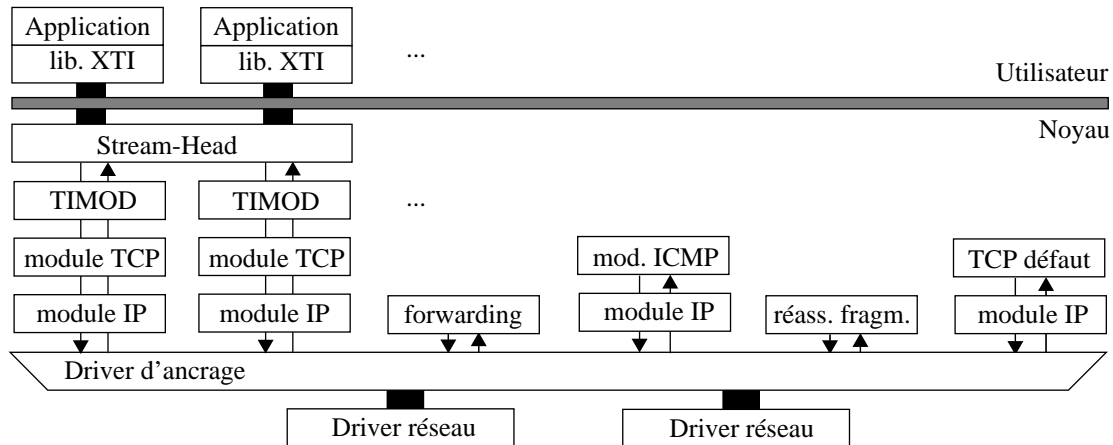 Application Application
lib. XTI lib. XTI ...
Utilisateur
Noyau
Stream-Head
TIMOD TIMOD ...
module TCP module TCP mod. ICMP TCP défaut
module IP module IP forwarding module IP réass. fragm. module IP
Driver d’ancrage
Driver réseau Driver réseau